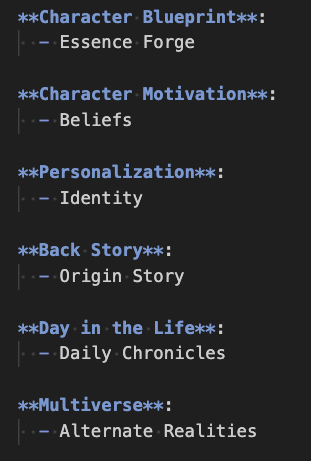 **Character Blueprint**:
- Essence Forge
**Character Motivation**:
- Beliefs
**Personalization**:
- Identity
**Back Story**:
- Origin Story
**Day in the Life**:
- Daily Chronicles
**Multiverse**:
- Alternate Realities